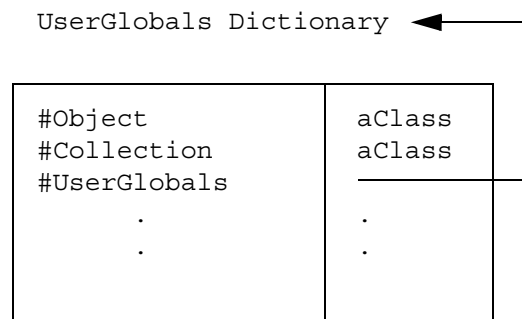 UserGlobals Dictionary
#Object aClass
#Collection aClass
#UserGlobals
. .
. .